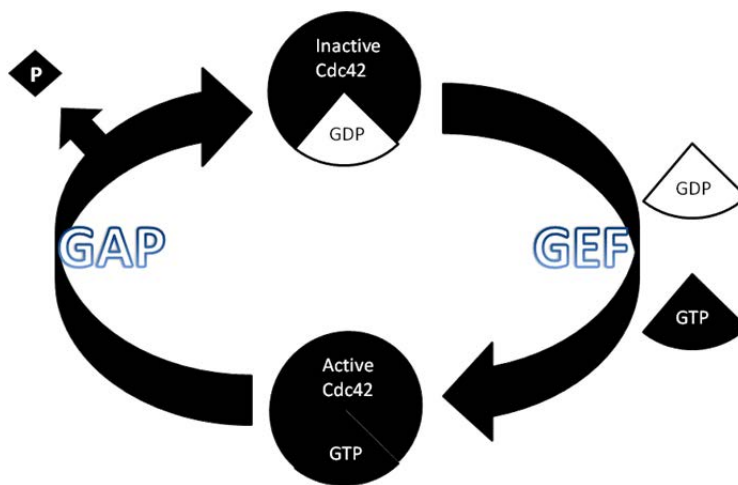 Inactive
Cdc42
P
GDP
GDP
GAP
GEF
GTP
Active
Cdc42
GTP